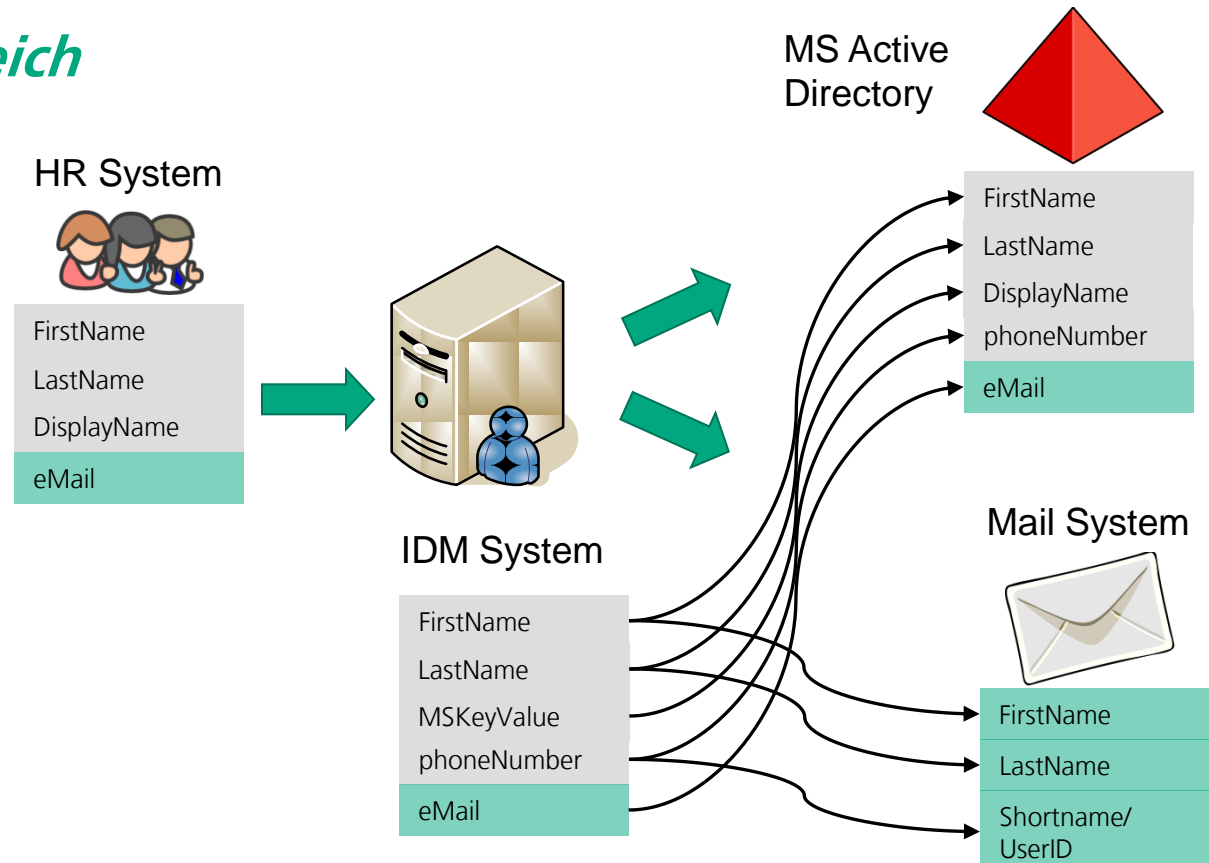 eich
HR System
FirstName
LastName
DisplayName
eMail
IDM System
FirstName
LastName
MSKeyValue
phoneNumber
eMail
MS Active
Directory
FirstName
LastName
DisplayName
phoneNumber
eMail
Mail System
FirstName
LastName
Shortname/
UserID